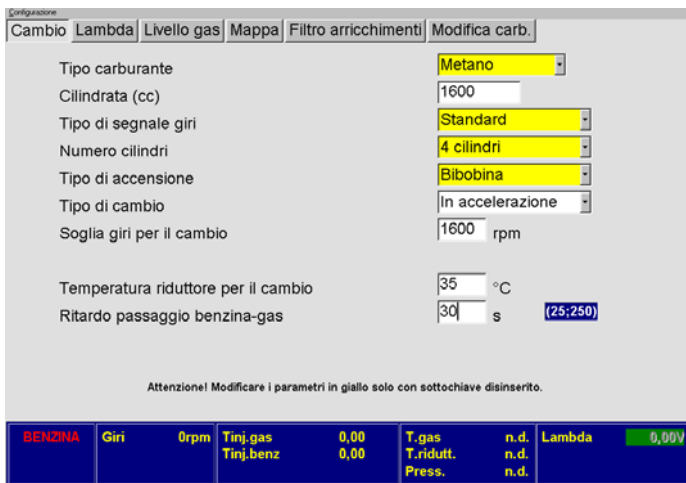 Configurazione
Cambio Lambda Livello gas Mappa Filtro arricchimenti Modifica carb.
Tipo carburante Metano
Cilindrata (cc) 1600
Tipo di segnale giri Standard
Numero cilindri 4 cilindri
Tipo di accensione Bibobina
Tipo di cambio In accelerazione
Soglia giri per il cambio 1600 rpm
Temperatura riduttore per il cambio 35 °C
Ritardo passaggio benzina-gas 30 s (25;250)
Attenzione! Modificare i parametri in giallo solo con sottochiave disinserito.
BENZINA Giri 0rpm Tinj.gas 0,00 T.gas n.d. Lambda 0,00V
Tinj.benz 0,00 T.ridutt. n.d.
Press. n.d.